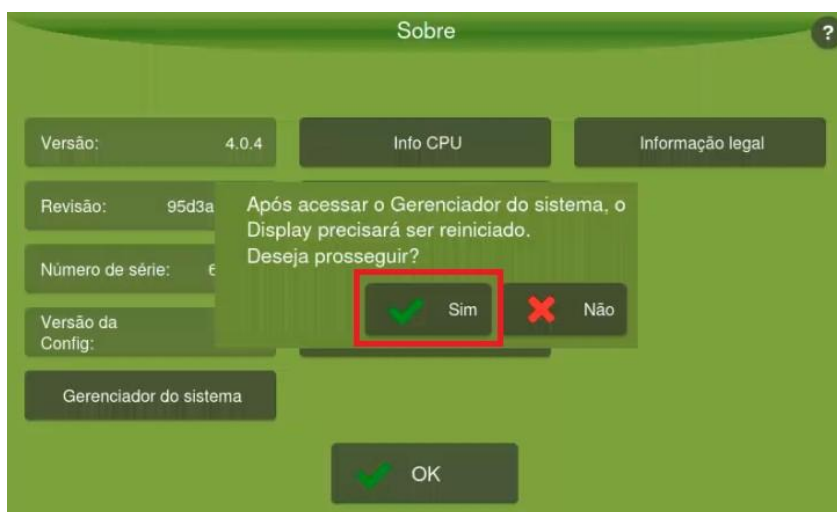 Sobre
?
Versão: 4.0.4
Info CPU
Informação legal
Revisão: 95d3a
Após acessar o Gerenciador do sistema, o
Display precisará ser reiniciado.
Deseja prosseguir?
Número de série:
Sim
Não
Versão da
Config:
Gerenciador do sistema
OK